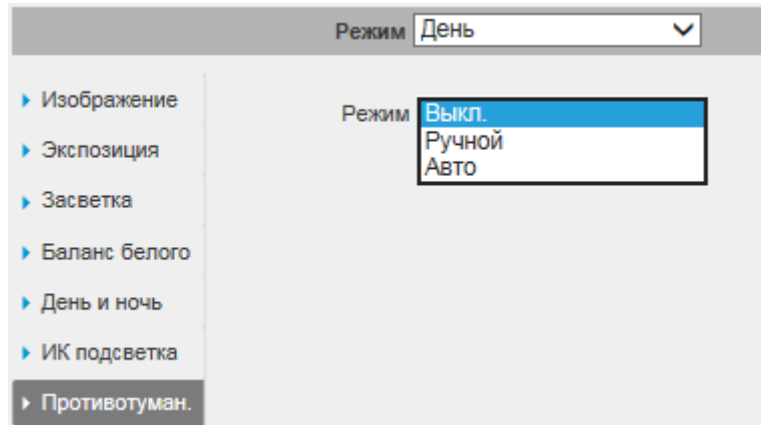 Режим День
Изображение
Экспозиция
Засветка
Баланс белого
День и ночь
ИК подсветка
Противотуман.
Режим Выкл.
Ручной
Авто